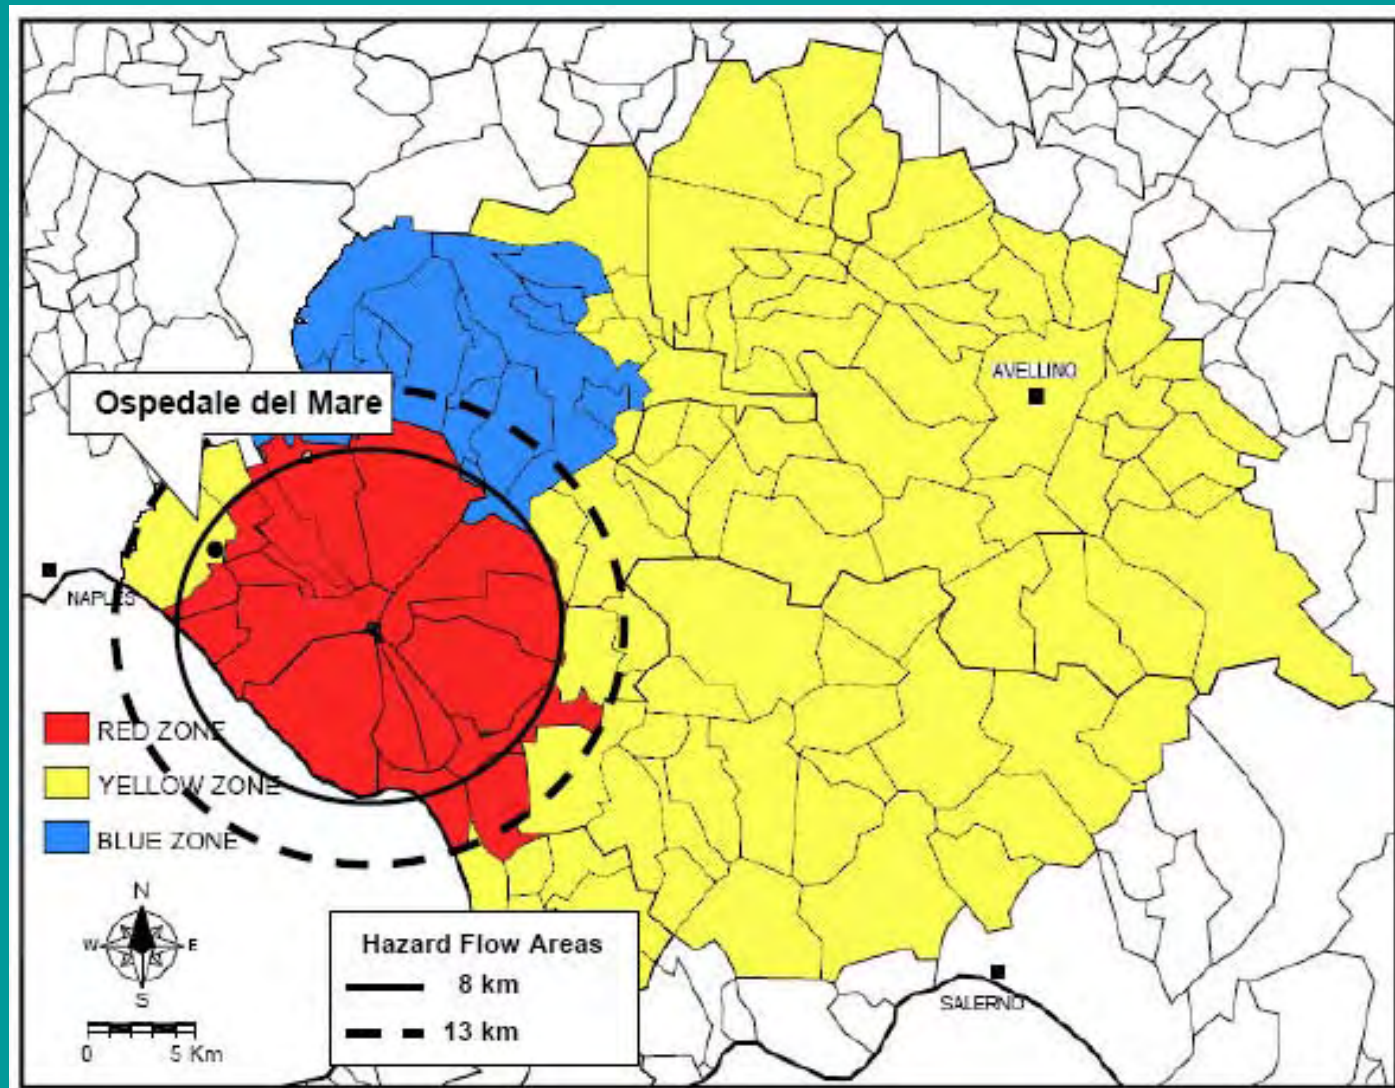 AVELLINO
Ospedale del Mare
NAPLES
RED ZONE
YELLOW ZONE
BLUE ZONE
N
W E
S
0 5 Km
Hazard Flow Areas
8 km
13 km
SALERNO